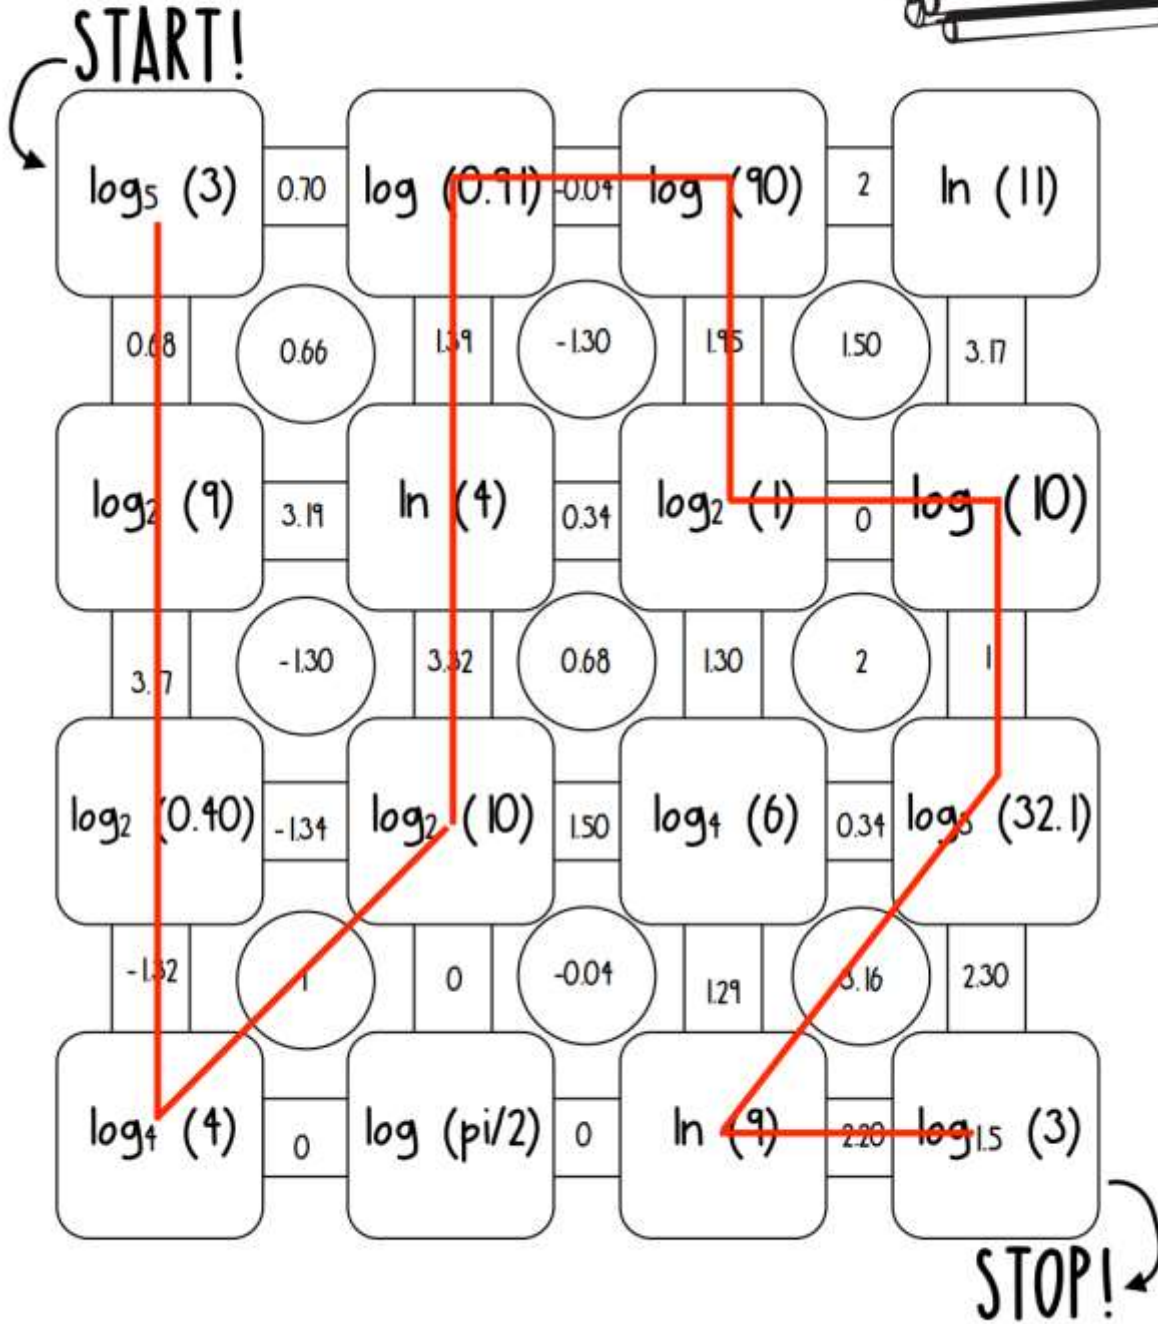 START!
log5 (3) 0.70 log (0.91) -0.04 log (90) 2 ln (11)
0.68 0.66 1.39 -1.30 1.95 1.50 3.17
log2 (9) 3.19 ln (4) 0.34 log2 (1) 0 log (10)
3.17 -1.30 3.32 0.68 1.30 2 1
log2 (0.40) -1.34 log2 (10) 1.50 log4 (6) 0.34 log3 (32.1)
-1.32 1 0 -0.04 1.29 3.16 2.30
log4 (4) 0 log (pi/2) 0 ln (9) 2.20 log1.5 (3)
STOP!